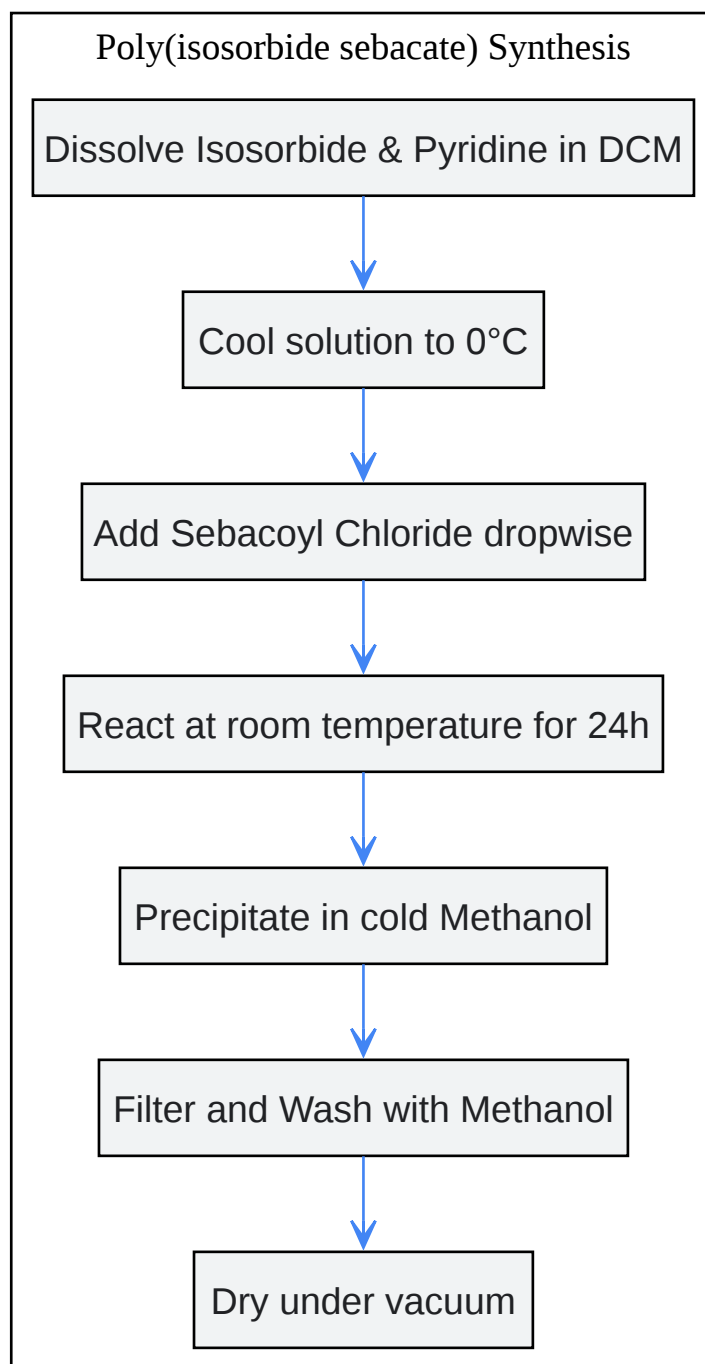 Poly(isosorbide sebacate) Synthesis
Dissolve Isosorbide & Pyridine in DCM
Cool solution to 0°C
Add Sebacoyl Chloride dropwise
React at room temperature for 24h
Precipitate in cold Methanol
Filter and Wash with Methanol
Dry under vacuum